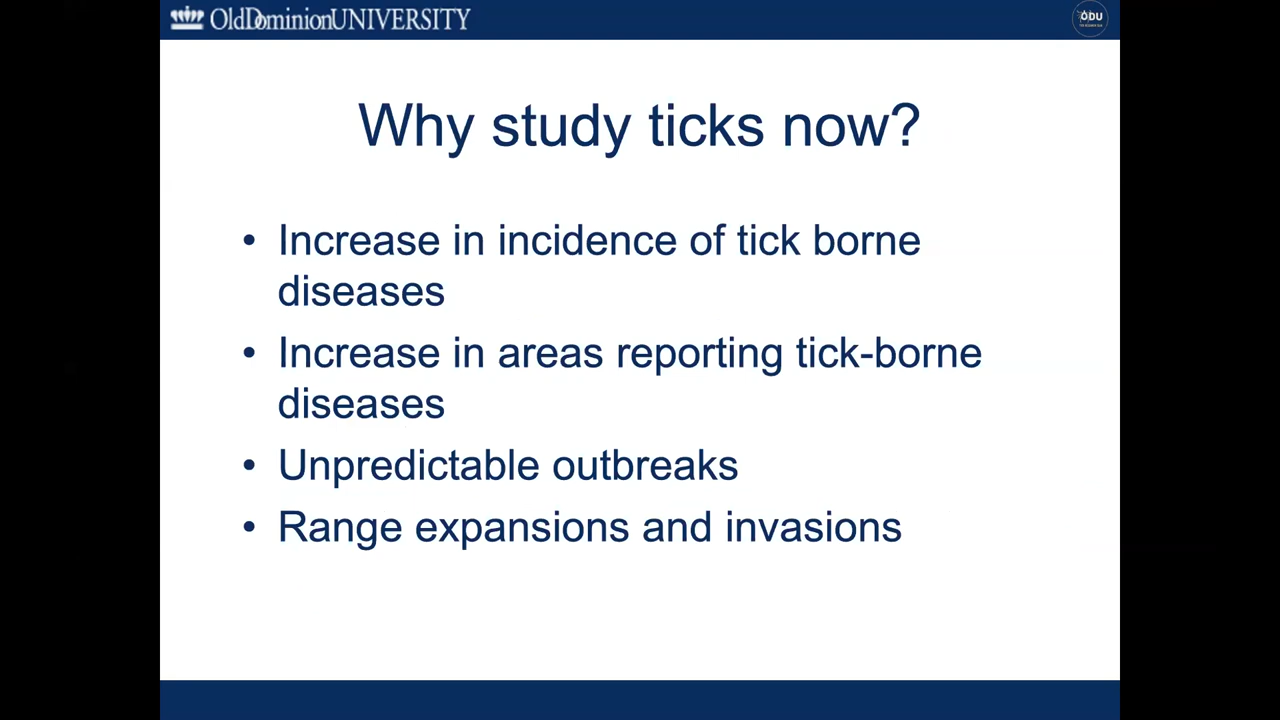 OldDominionUNIVERSITY
ODU
Why study ticks now?
• Increase in incidence of tick borne
diseases
• Increase in areas reporting tick-borne
diseases
• Unpredictable outbreaks
• Range expansions and invasions